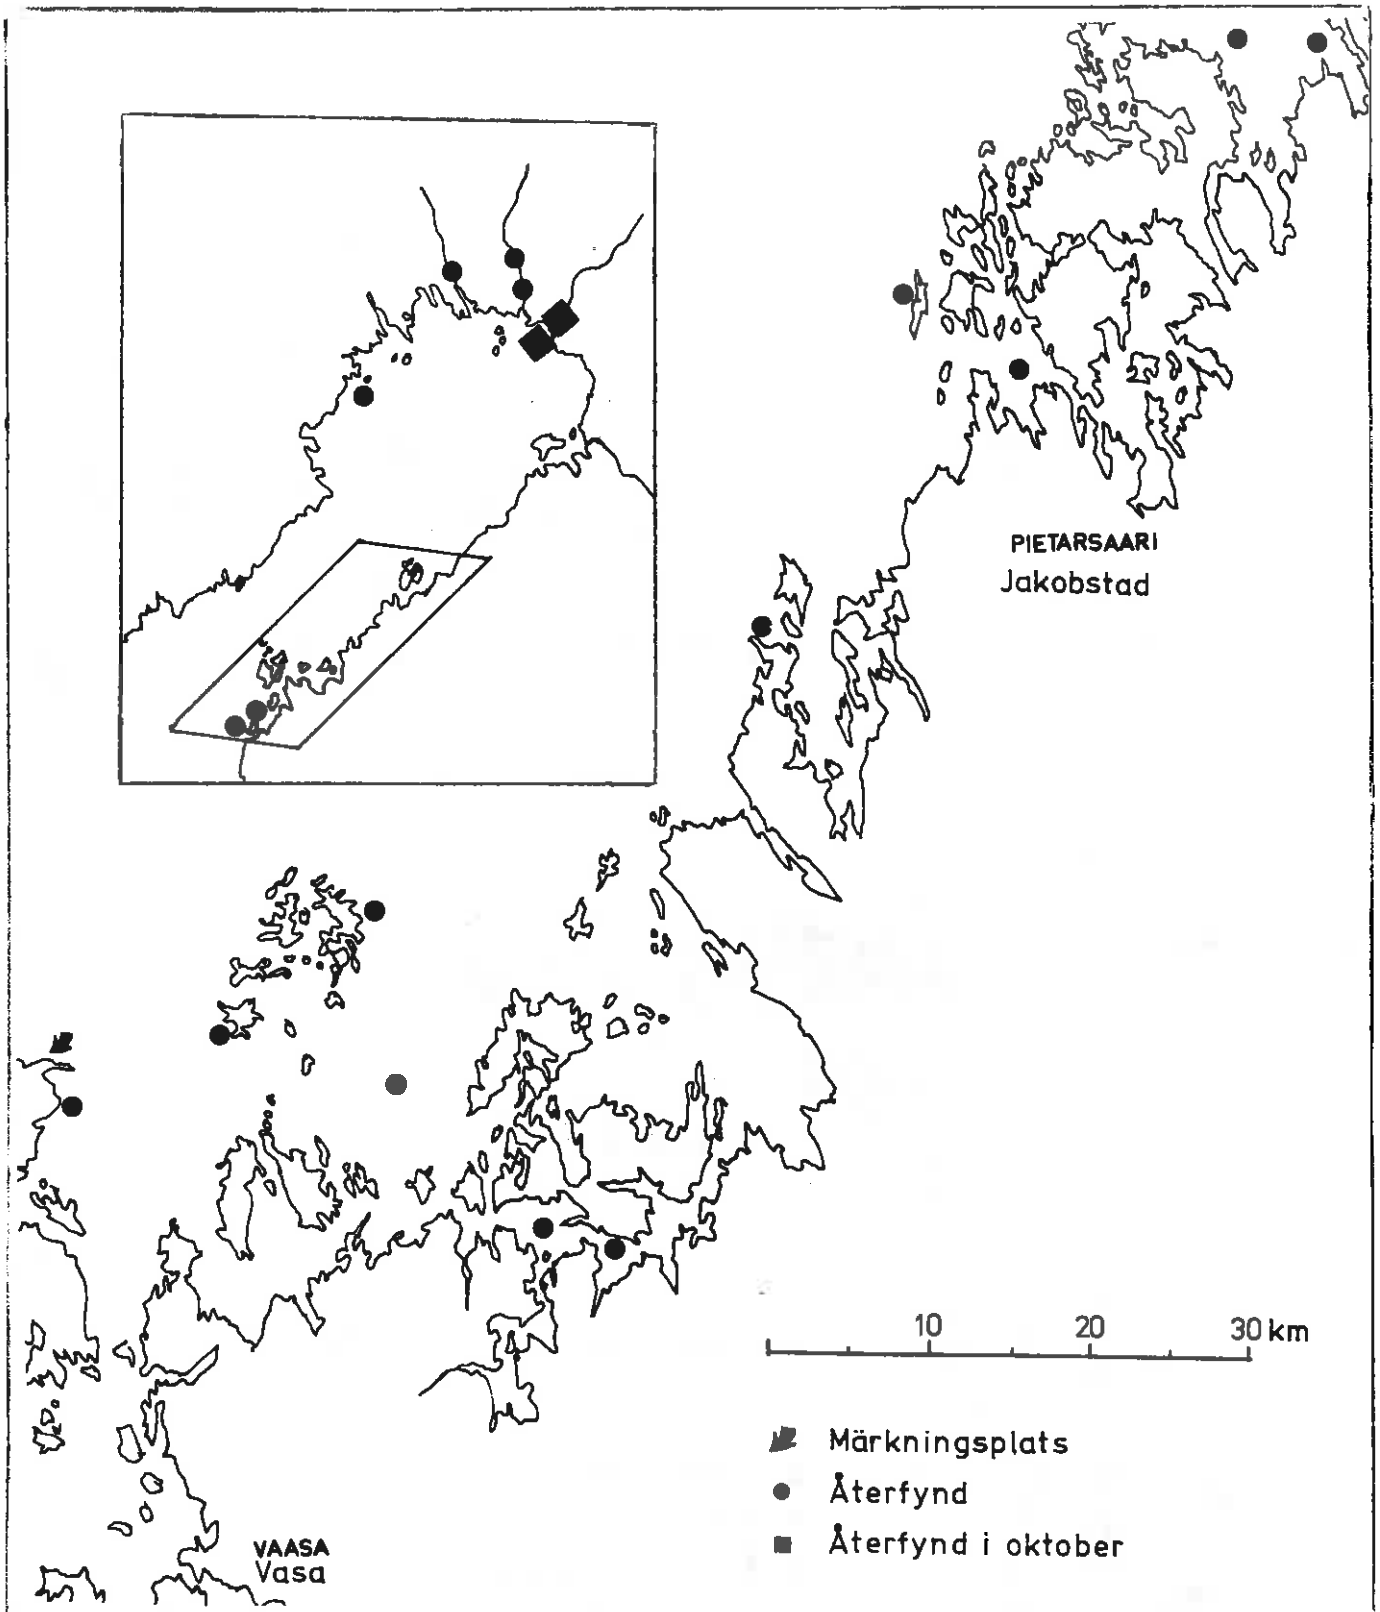 PIETARSAARI
Jakobstad
10 20 30 km
Märkningsplats
Återfynd
Återfynd i oktober
VAASA
Vasa